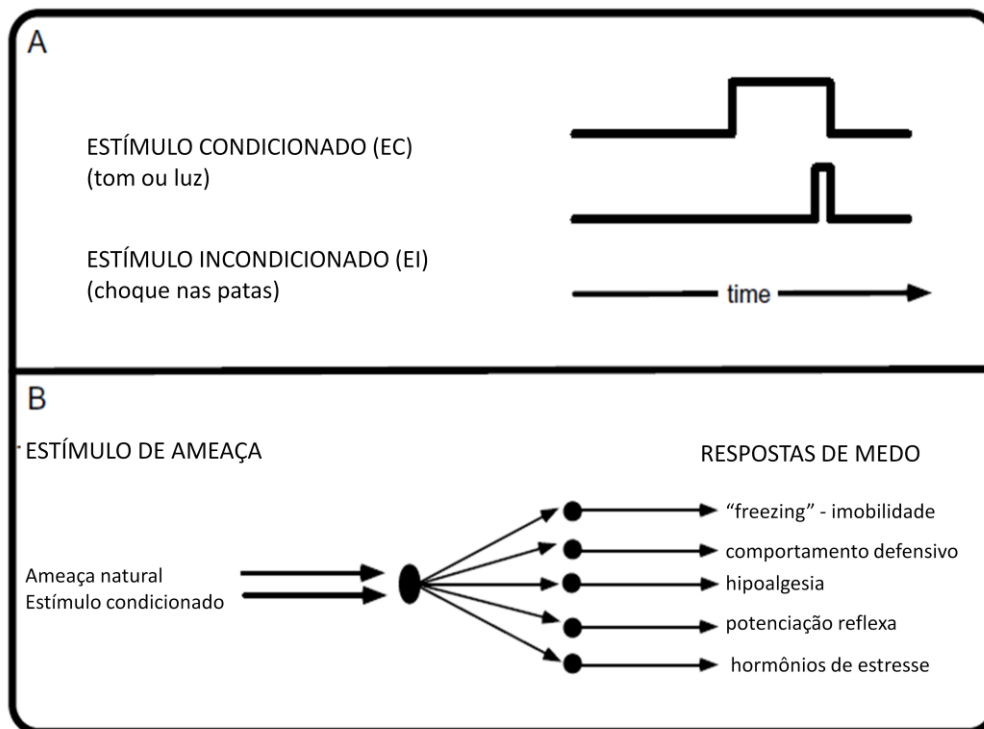 A
ESTÍMULO CONDICIONADO (EC)
(tom ou luz)
ESTÍMULO INCONDICIONADO (EI)
(choque nas patas)
time
B
ESTÍMULO DE AMEAÇA
RESPOSTAS DE MEDO
Ameaça natural
Estímulo condicionado
“freezing” - imobilidade
comportamento defensivo
hipoalgesia
potenciação reflexa
hormônios de estresse